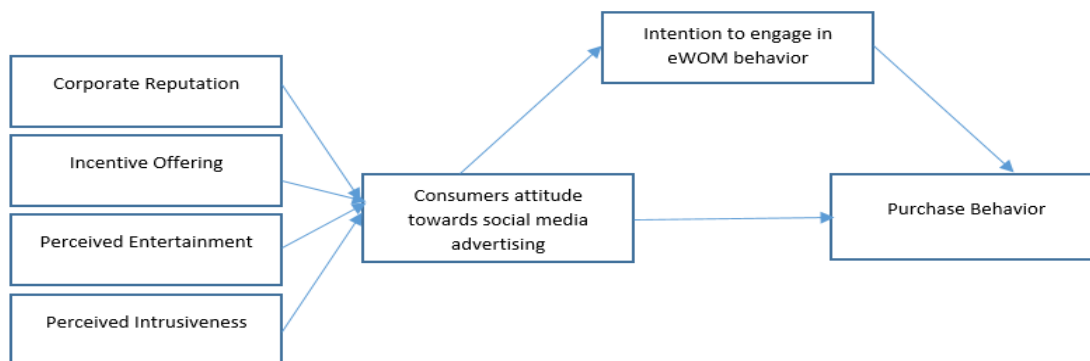 Intention to engage in
eWOM behavior
Corporate Reputation
Incentive Offering
Consumers attitude
towards social media
advertising
Purchase Behavior
Perceived Entertainment
Perceived Intrusiveness